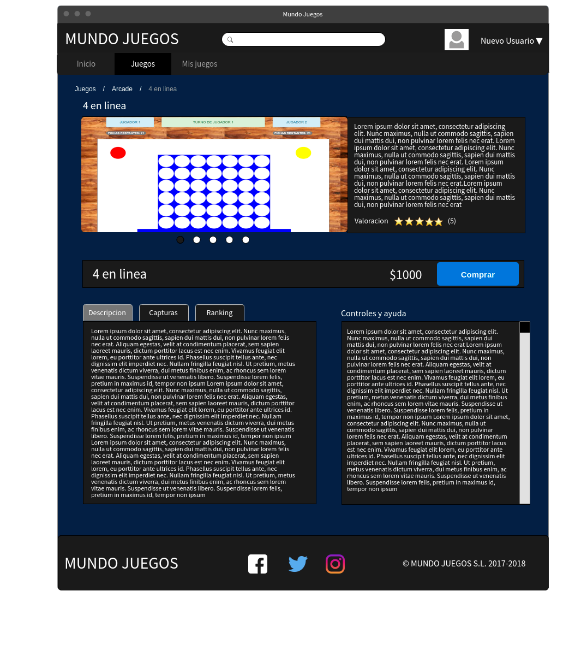 Mundo Juegos
MUNDO JUEGOS
Nuevo Usuario
Inicio
Juegos
Mis juegos
Juegos / Arcade / 4 en linea
4 en linea
JUGADOR 1
TURNO DE JUGADOR 1
JUGADOR 2
Lorem ipsum dolor sit amet, consectetur adipiscing
elit. Nunc maximus, nulla ut commodo sagittis, sapien
dui mattis dui, non pulvinar lorem felis nec erat. Lorem
ipsum dolor sit amet, consectetur adipiscing elit. Nunc
maximus, nulla ut commodo sagittis, sapien dui mattis
dui, non pulvinar lorem felis nec erat.Lorem ipsum
dolor sit amet, consectetur adipiscing elit. Nunc
maximus, nulla ut commodo sagittis, sapien dui mattis
dui, non pulvinar lorem felis nec erat.Lorem ipsum
dolor sit amet, consectetur adipiscing elit. Nunc
maximus, nulla ut commodo sagittis, sapien dui mattis
dui, non pulvinar lorem felis nec erat
Valoracion
(5)
4 en linea
$1000
Comprar
Descripcion
Capturas
Ranking
Lorem ipsum dolor sit amet, consectetur adipiscing elit. Nunc maximus,
nulla ut commodo sagittis, sapien dui mattis dui, non pulvinar lorem felis
nec erat. Aliquam egestas, velit at condimentum placerat, sem sapien
laoreet mauris, dictum porttitor lacus est nec enim. Vivamus feugiat elit
lorem, eu porttitor ante ultrices id. Phasellus suscipit tellus ante, nec
dignissim elit imperdiet nec. Nullam fringilla feugiat nisl. Ut pretium, metus
venenatis dictum viverra, dui metus finibus enim, ac rhoncus sem lorem
vitae mauris. Suspendisse ut venenatis libero. Suspendisse lorem felis,
pretium in maximus id, tempor non ipsum Lorem ipsum dolor sit amet,
consectetur adipiscing elit. Nunc maximus, nulla ut commodo sagittis,
sapien dui mattis dui, non pulvinar lorem felis nec erat. Aliquam egestas,
velit at condimentum placerat, sem sapien laoreet mauris, dictum porttitor
lacus est nec enim. Vivamus feugiat elit lorem, eu porttitor ante ultrices id.
Phasellus suscipit tellus ante, nec dignissim elit imperdiet nec. Nullam
fringilla feugiat nisl. Ut pretium, metus venenatis dictum viverra, dui metus
finibus enim, ac rhoncus sem lorem vitae mauris. Suspendisse ut venenatis
libero. Suspendisse lorem felis, pretium in maximus id, tempor non ipsum
Lorem ipsum dolor sit amet, consectetur adipiscing elit. Nunc maximus,
nulla ut commodo sagittis, sapien dui mattis dui, non pulvinar lorem felis
nec erat. Aliquam egestas, velit at condimentum placerat, sem sapien
laoreet mauris, dictum porttitor lacus est nec enim. Vivamus feugiat elit
lorem, eu porttitor ante ultrices id. Phasellus suscipit tellus ante, nec
dignissim elit imperdiet nec. Nullam fringilla feugiat nisl. Ut pretium, metus
venenatis dictum viverra, dui metus finibus enim, ac rhoncus sem lorem
vitae mauris. Suspendisse ut venenatis libero. Suspendisse lorem felis,
pretium in maximus id, tempor non ipsum
Controles y ayuda
Lorem ipsum dolor sit amet, consectetur adipiscing elit. Nunc
maximus, nulla ut commodo sagittis, sapien dui mattis dui, non
pulvinar lorem felis nec erat. Aliquam Lorem ipsum
dolor sit amet, consectetur adipiscing elit. Nunc maximus,
nulla ut commodo sagittis, sapien dui mattis dui, non
pulvinar lorem felis nec erat. Aliquam egestas, velit at
condimentum placerat, sem sapien laoreet mauris, dictum
porttitor lacus est nec enim. Vivamus feugiat elit lorem, eu
porttitor ante ultrices id. Phasellus suscipit tellus ante, nec
dignissim elit imperdiet nec. Nullam fringilla feugiat nisl. Ut
pretium, metus venenatis dictum viverra, dui metus finibus
enim, ac rhoncus sem lorem vitae mauris. Suspendisse ut
venenatis libero. Suspendisse lorem felis, pretium in
maximus id, tempor non ipsum Lorem ipsum dolor sit amet,
consectetur adipiscing elit. Nunc maximus, nulla ut
commodo sagittis, sapien dui mattis dui, non pulvinar
lorem felis nec erat. Aliquam egestas, velit at condimentum
placerat, sem sapien laoreet mauris, dictum porttitor lacus
est nec enim. Vivamus feugiat elit lorem, eu porttitor ante
ultrices id. Phasellus suscipit tellus ante, nec dignissim elit
imperdiet nec. Nullam fringilla feugiat nisl. Ut pretium,
metus venenatis dictum viverra, dui metus finibus enim, ac
rhoncus sem lorem vitae mauris. Suspendisse ut venenatis
libero. Suspendisse lorem felis, pretium in maximus id,
tempor non ipsum
MUNDO JUEGOS
© MUNDO JUEGOS S.L. 2017-2018